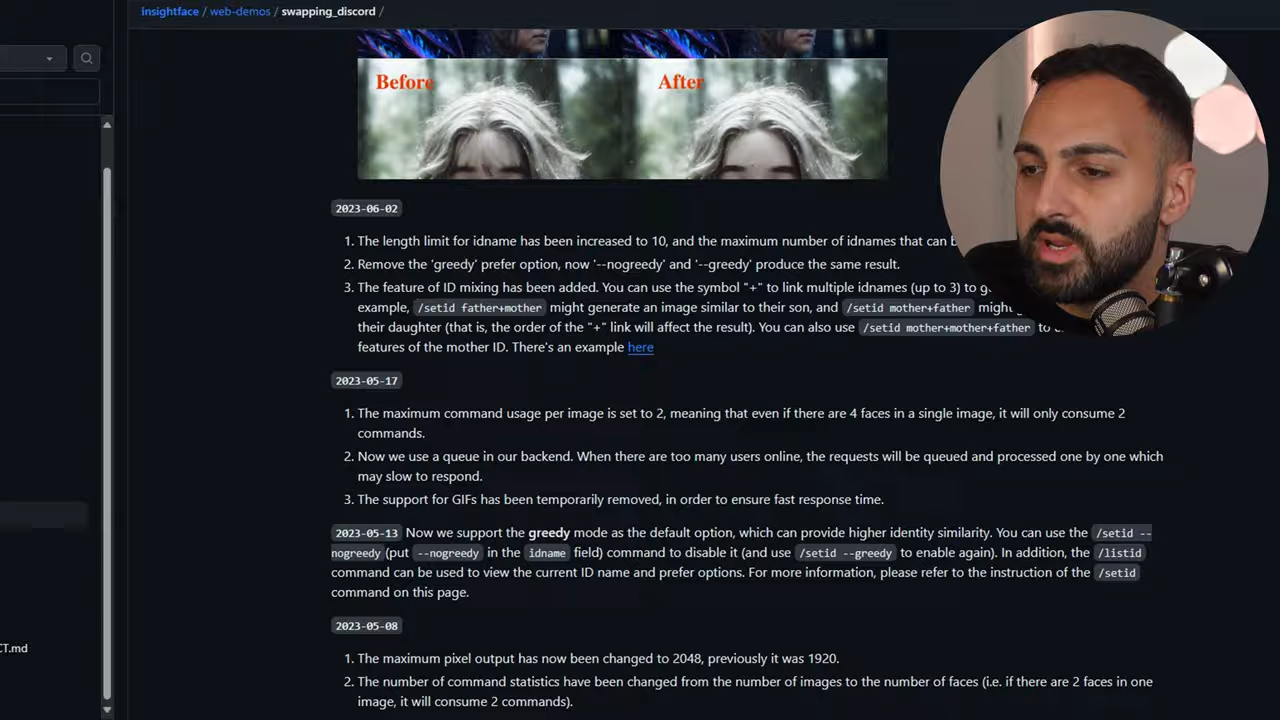 insightface / web-demos / swapping_discord /
Before
After
2023-06-02
1. The length limit for idname has been increased to 10, and the maximum number of idnames that can
2. Remove the 'greedy' prefer option, now '--nogreedy' and '--greedy' produce the same result.
3. The feature of ID mixing has been added. You can use the symbol "+" to link multiple idnames (up to 3) to
example, /setid father+mother might generate an image similar to their son, and /setid mother+father
their daughter (that is, the order of the "+" link will affect the result). You can also use /setid mother+mother+father to
features of the mother ID. There's an example here
2023-05-17
1. The maximum command usage per image is set to 2, meaning that even if there are 4 faces in a single image, it will only consume 2
commands.
2. Now we use a queue in our backend. When there are too many users online, the requests will be queued and processed one by one which
may slow to respond.
3. The support for GIFs has been temporarily removed, in order to ensure fast response time.
2023-05-13 Now we support the greedy mode as the default option, which can provide higher identity similarity. You can use the /setid --
nogreedy (put --nogreedy in the idname field) command to disable it (and use /setid --greedy to enable again). In addition, the /listid
command can be used to view the current ID name and prefer options. For more information, please refer to the instruction of the /setid
command on this page.
2023-05-08
CT.md
1. The maximum pixel output has now been changed to 2048, previously it was 1920.
2. The number of command statistics have been changed from the number of images to the number of faces (i.e. if there are 2 faces in one
image, it will consume 2 commands).